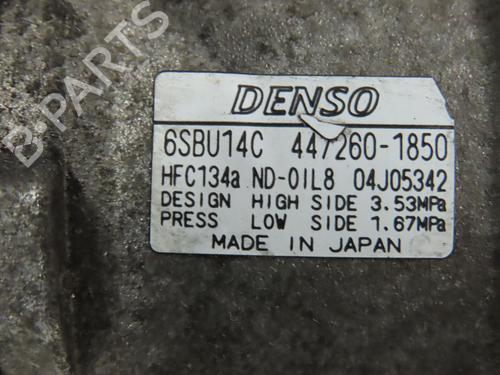 B-PARTS
DENSO
6SBU14C 447260-1850
HFC134a ND-OIL8 04J05342
DESIGN HIGH SIDE 3.53MPa
PRESS LOW SIDE 1.67MPa
MADE IN JAPAN